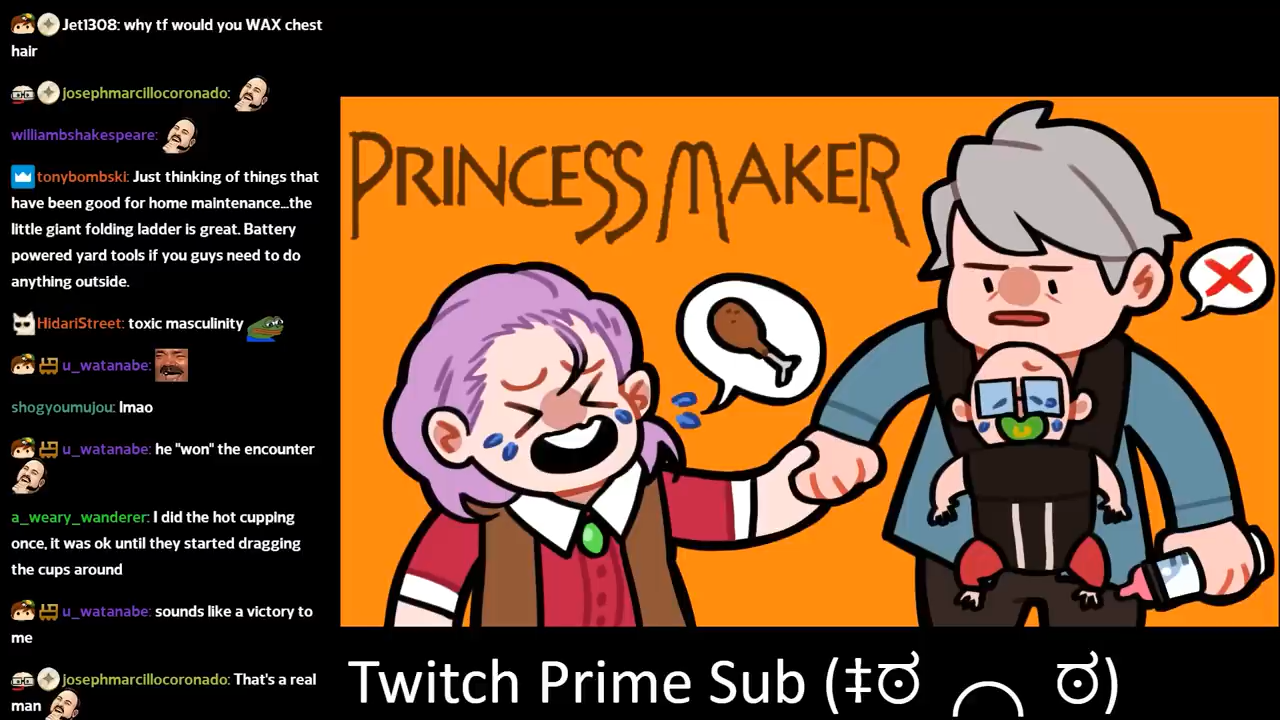 Jet1308: why tf would you WAX chest
hair
josephmarcillocoronado:
williambshakespeare:
tonybombski: Just thinking of things that
have been good for home maintenance...the
little giant folding ladder is great. Battery
powered yard tools if you guys need to do
anything outside.
HidariStreet: toxic masculinity
u_watanabe:
shogyoumujou: lmao
u_watanabe: he "won" the encounter
a_weary_wanderer: I did the hot cupping
once, it was ok until they started dragging
the cups around
u_watanabe: sounds like a victory to
me
josephmarcillocoronado: That's a real
man
PRINCESS MAKER
Twitch Prime Sub (‡ಠ ╭╮ ಠ)